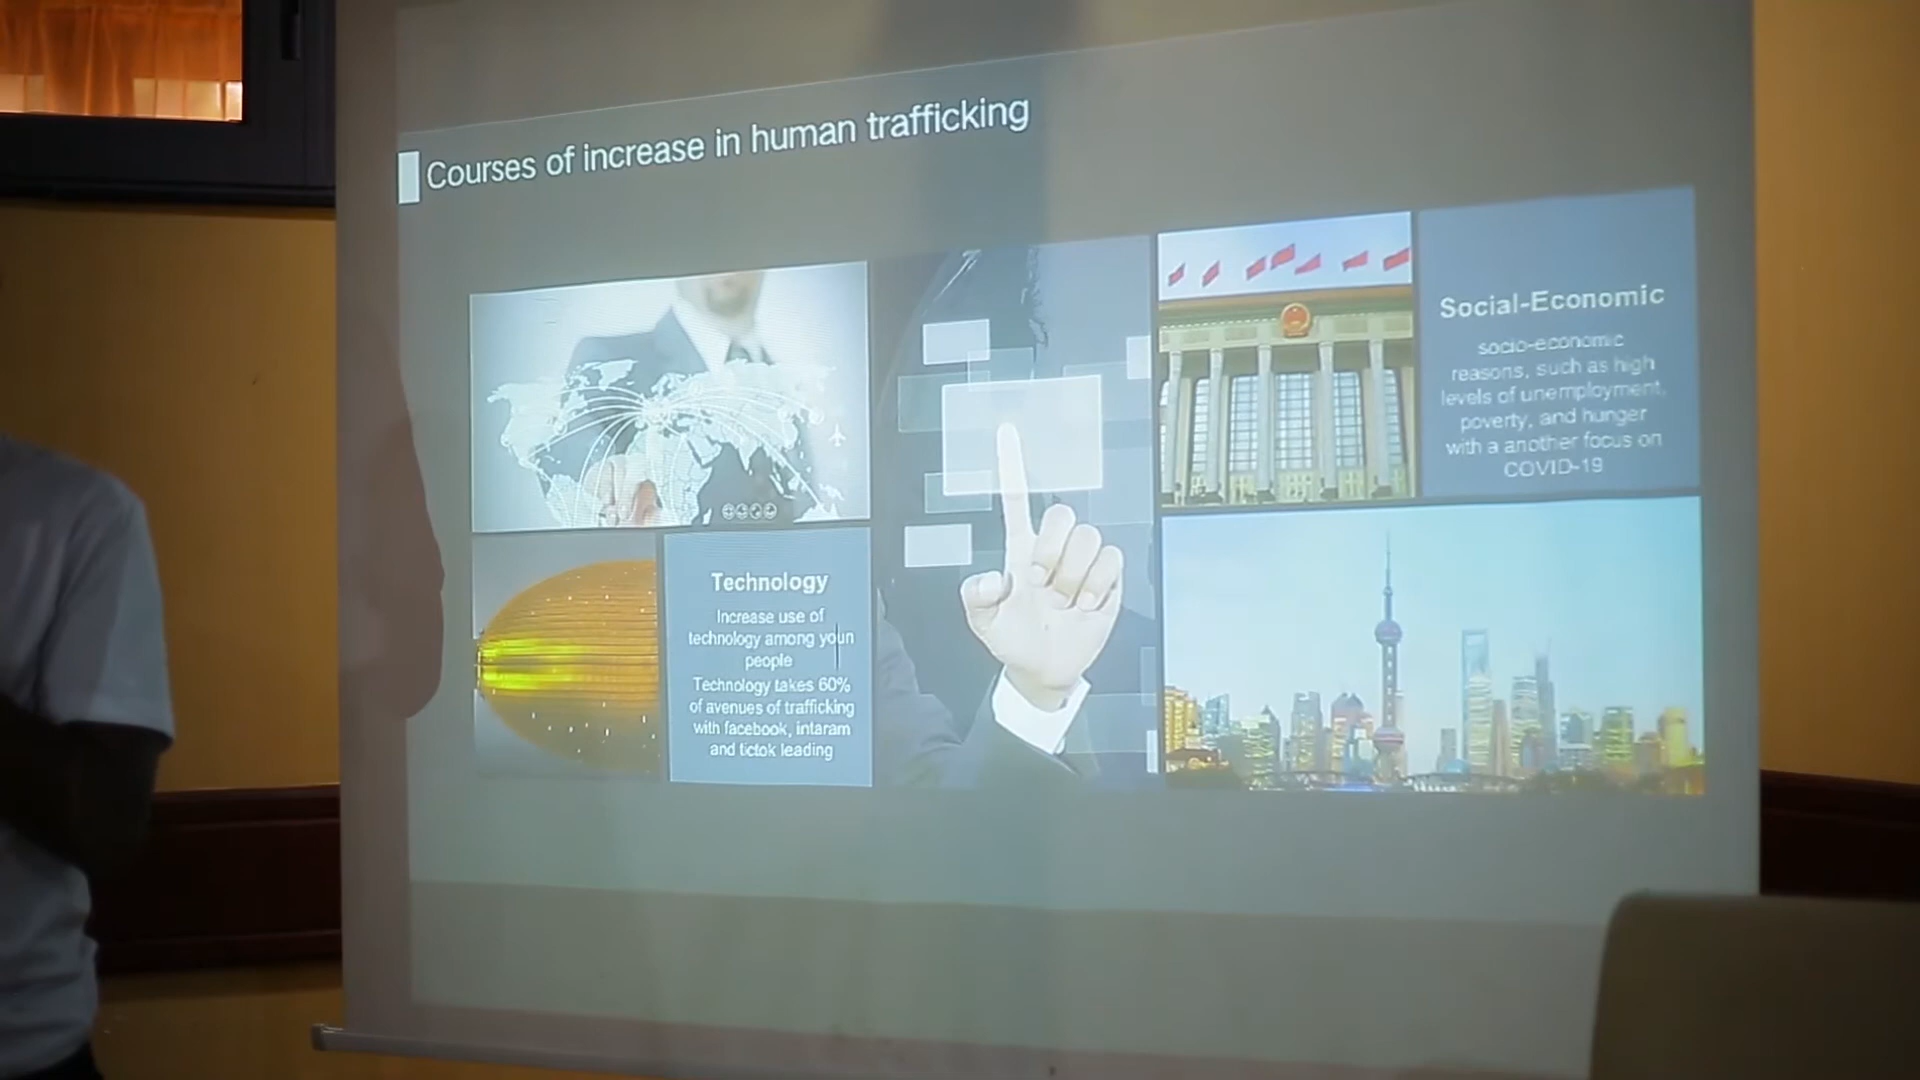 Courses of increase in human trafficking
Technology
Increase use of
technology among youn
people
Technology takes 60%
of avenues of trafficking
with facebook, intaram
and tictok leading
Social-Economic
socio-economic
reasons, such as high
levels of unemployment,
poverty, and hunger
with a another focus on
COVID-19